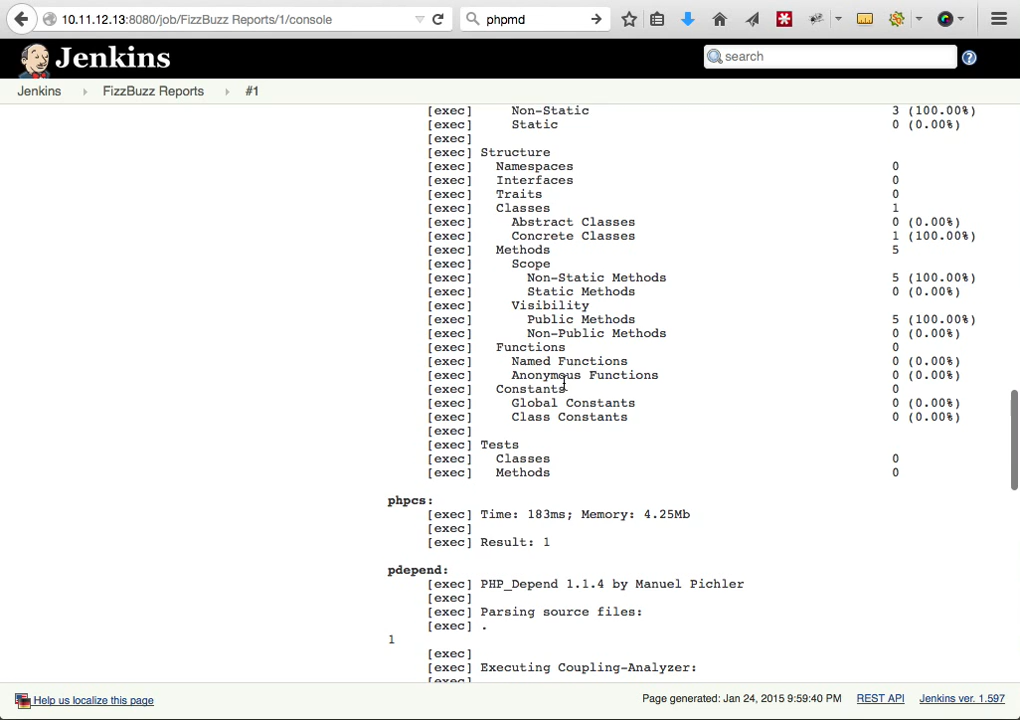 10.11.12.13:8080/job/FizzBuzz Reports/1/console
phpmd
Jenkins
search
Jenkins
FizzBuzz Reports
#1
[exec] Non-Static 3 (100.00%)
[exec] Static 0 (0.00%)
[exec]
[exec] Structure
[exec] Namespaces 0
[exec] Interfaces 0
[exec] Traits 0
[exec] Classes 1
[exec] Abstract Classes 0 (0.00%)
[exec] Concrete Classes 1 (100.00%)
[exec] Methods 5
[exec] Scope
[exec] Non-Static Methods 5 (100.00%)
[exec] Static Methods 0 (0.00%)
[exec] Visibility
[exec] Public Methods 5 (100.00%)
[exec] Non-Public Methods 0 (0.00%)
[exec] Functions 0
[exec] Named Functions 0 (0.00%)
[exec] Anonymous Functions 0 (0.00%)
[exec] Constants 0
[exec] Global Constants 0 (0.00%)
[exec] Class Constants 0 (0.00%)
[exec]
[exec] Tests
[exec] Classes 0
[exec] Methods 0
phpcs:
[exec] Time: 183ms; Memory: 4.25Mb
[exec]
[exec] Result: 1
pdepend:
[exec] PHP_Depend 1.1.4 by Manuel Pichler
[exec]
[exec] Parsing source files:
[exec] .
1
[exec]
[exec] Executing Coupling-Analyzer:
[exec]
Help us localize this page
Page generated: Jan 24, 2015 9:59:40 PM
REST API
Jenkins ver. 1.597